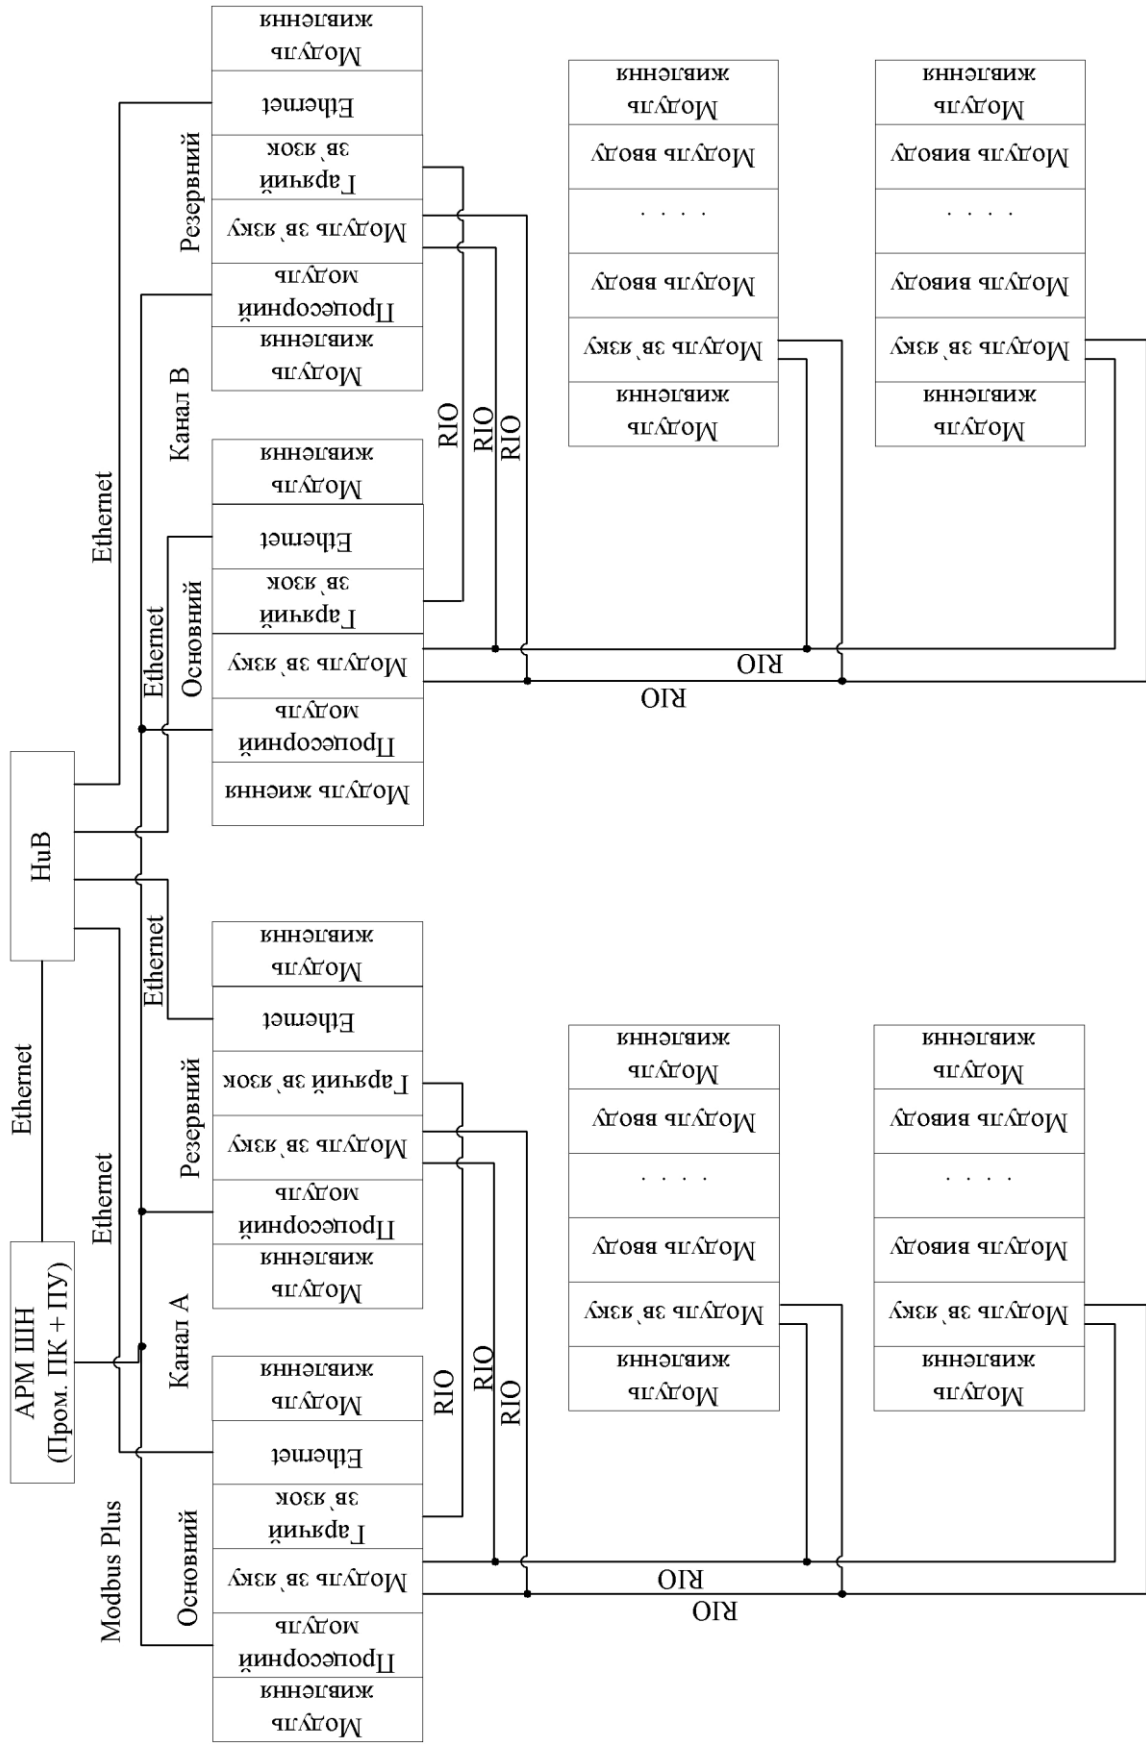 АРМ ШН
(Пром. ПК + ПУ)
Ethernet
HuB
Modbus Plus
Ethernet
Ethernet
Ethernet
Ethernet
Основний
Канал А
Резервний
Основний
Канал В
Резервний
Модуль
живлення
Процесорний
модуль
Модуль зв`язку
Гарячий
зв`язок
Ethernet
Модуль
живлення
Модуль
живлення
Процесорний
модуль
Модуль зв`язку
Гарячий зв`язок
Ethernet
Модуль
живлення
Модуль жиення
Процесорний
модуль
Модуль зв`язку
Гарячий
зв`язок
Ethernet
Модуль
живлення
Модуль
живлення
Процесорний
модуль
Модуль зв`язку
Гарячий
зв`язок
Ethernet
Модуль
живлення
RIO
RIO
RIO
RIO
RIO
RIO
RIO
RIO
RIO
RIO
Модуль
живлення
Модуль зв`язку
Модуль вводу
. . . .
Модуль вводу
Модуль
живлення
Модуль
живлення
Модуль зв`язку
Модуль вводу
. . . .
Модуль вводу
Модуль
живлення
Модуль
живлення
Модуль зв`язку
Модуль виводу
. . . .
Модуль виводу
Модуль
живлення
Модуль
живлення
Модуль зв`язку
Модуль виводу
. . . .
Модуль виводу
Модуль
живлення